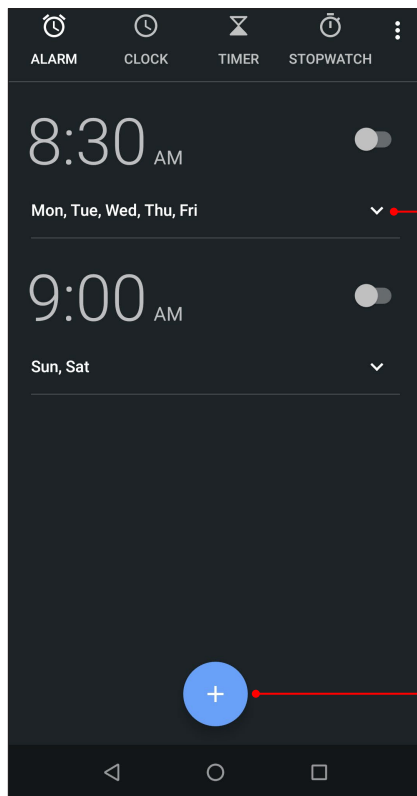 ALARM CLOCK TIMER STOPWATCH
8:30 AM
Mon, Tue, Wed, Thu, Fri
9:00 AM
Sun, Sat
+